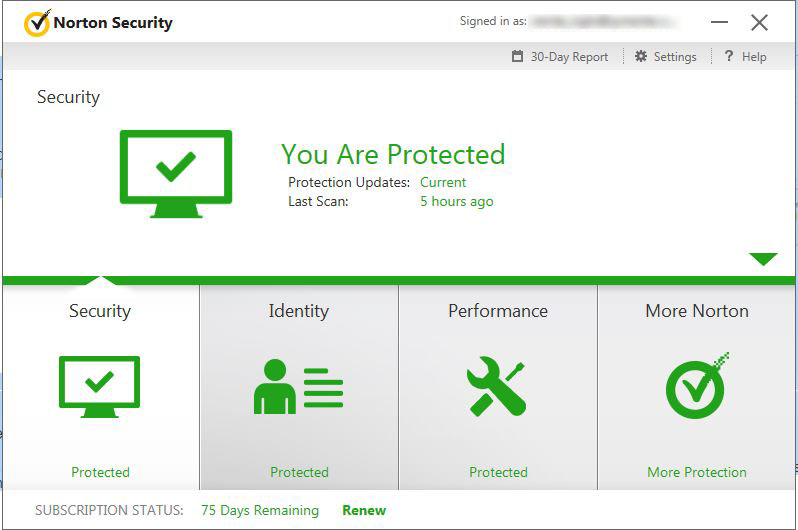 Norton Security
Signed in as:
30-Day Report Settings ? Help
Security
You Are Protected
Protection Updates: Current
Last Scan: 5 hours ago
Security Identity Performance More Norton
Protected Protected Protected More Protection
SUBSCRIPTION STATUS: 75 Days Remaining Renew